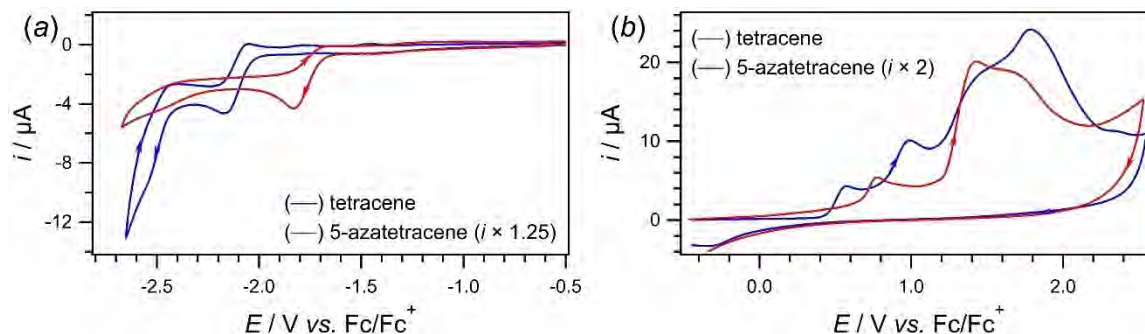 (a)
0
-4
-8
-12
i / μA
(—) tetracene
(—) 5-azatetracene (i × 1.25)
-2.5
-2.0
-1.5
-1.0
-0.5
E / V vs. Fc/Fc⁺
(b)
20
10
0
i / μA
(—) tetracene
(—) 5-azatetracene (i × 2)
0.0
1.0
2.0
E / V vs. Fc/Fc⁺